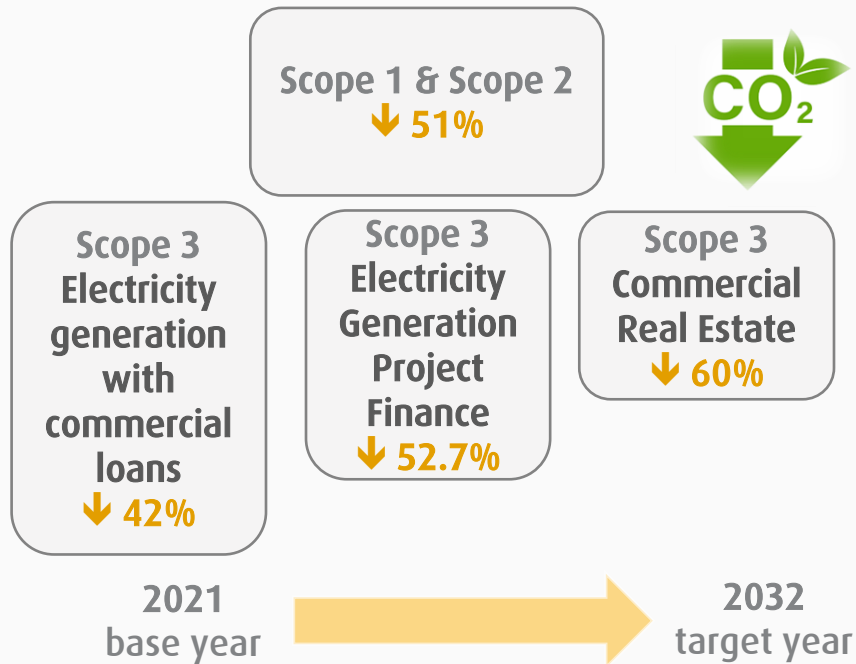 Scope 1 & Scope 2
↓ 51%
CO2
Scope 3
Electricity
generation
with
commercial
loans
↓ 42%
Scope 3
Electricity
Generation
Project
Finance
↓ 52.7%
Scope 3
Commercial
Real Estate
↓ 60%
2021
base year
2032
target year